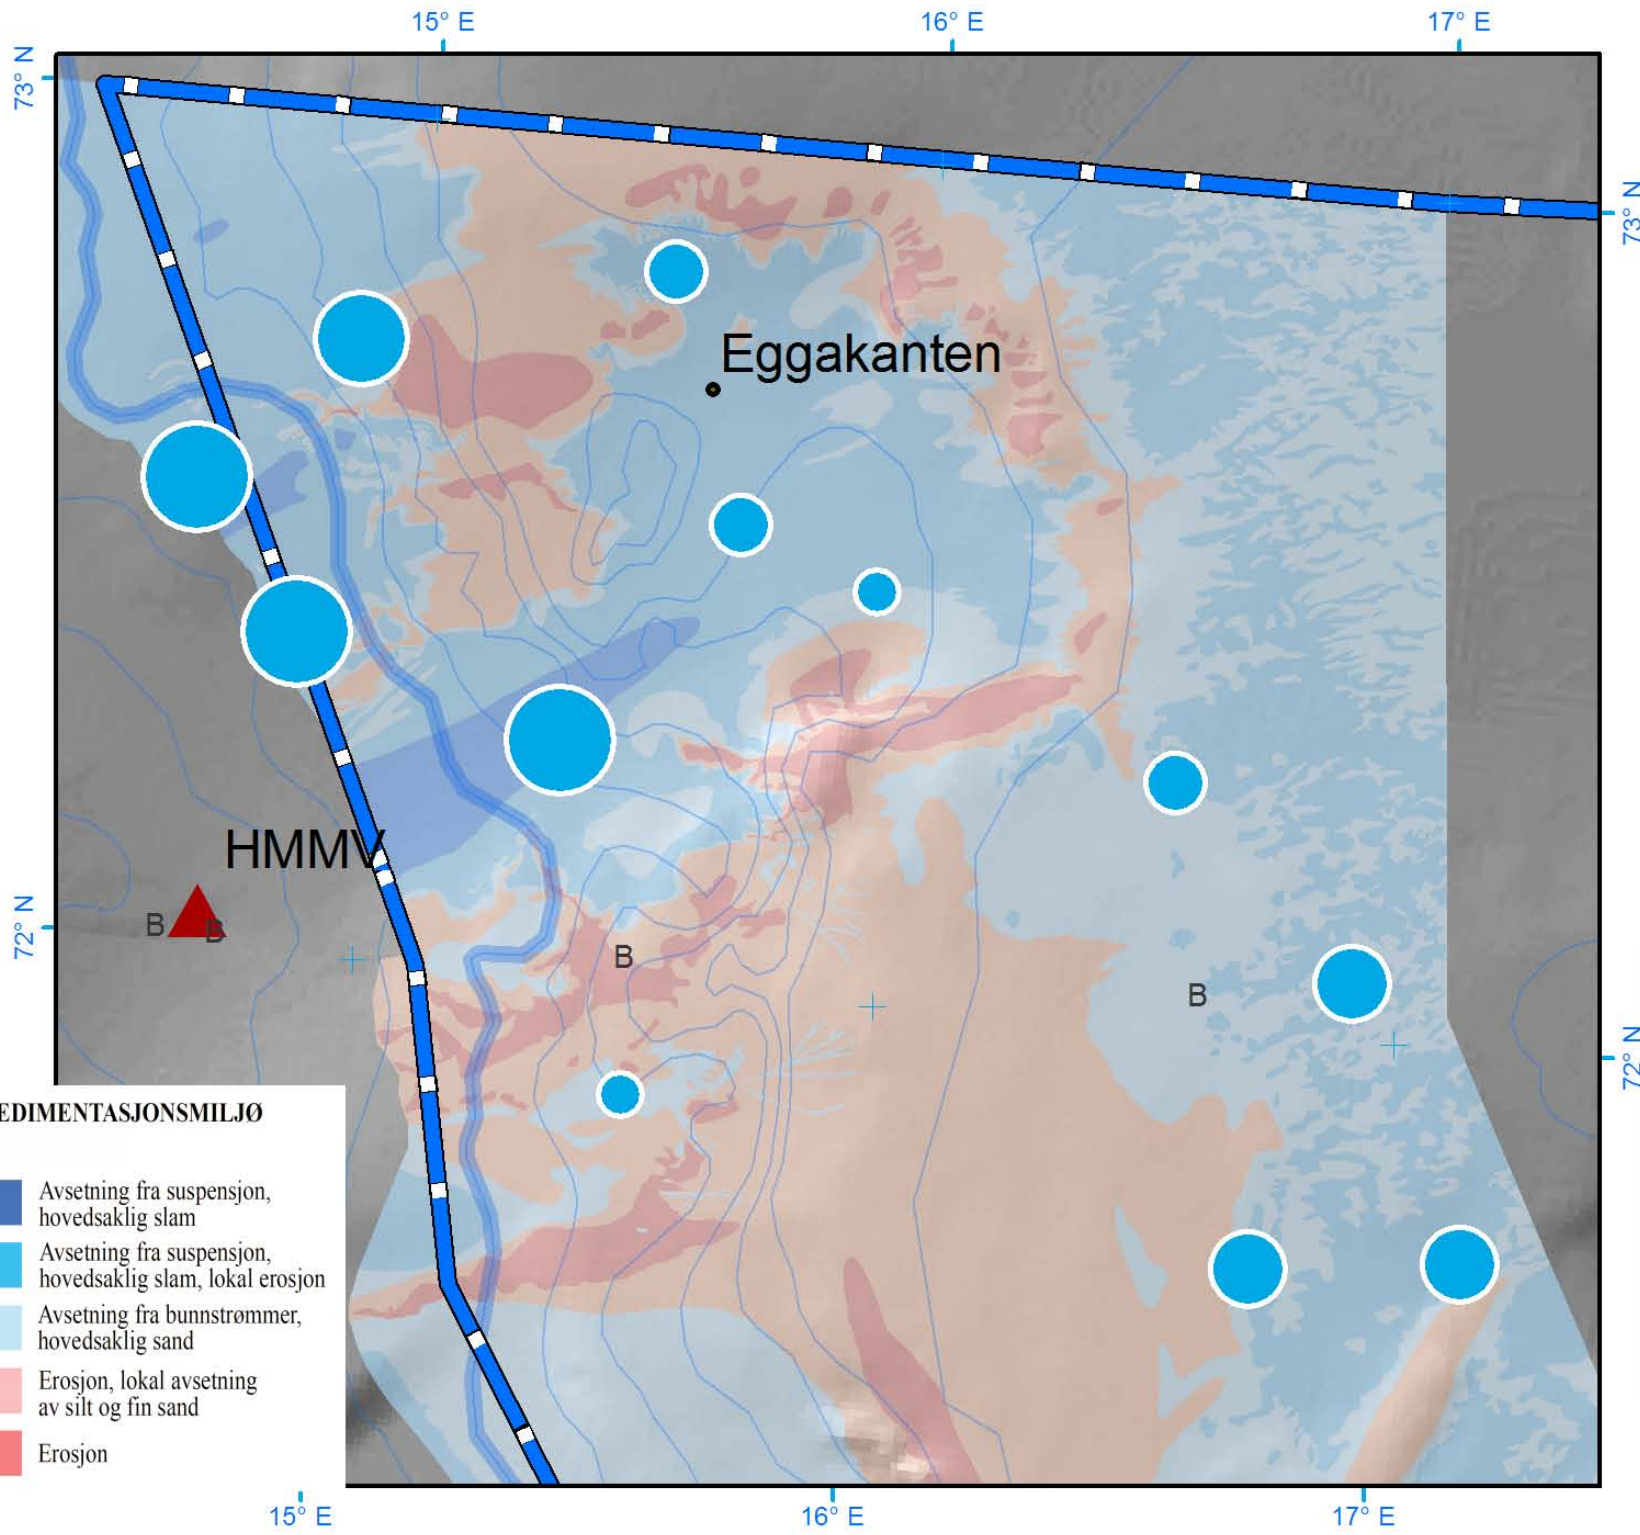 15° E
16° E
17° E
73° N
73° N
Eggakanten
HMMV
B
B
72° N
B
B
72° N
EDIMENTASJONSMILJØ
Avsetning fra suspensjon,
hovedsaklig slam
Avsetning fra suspensjon,
hovedsaklig slam, lokal erosjon
Avsetning fra bunnstrømmer,
hovedsaklig sand
Erosjon, lokal avsetning
av silt og fin sand
Erosjon
15° E
16° E
17° E